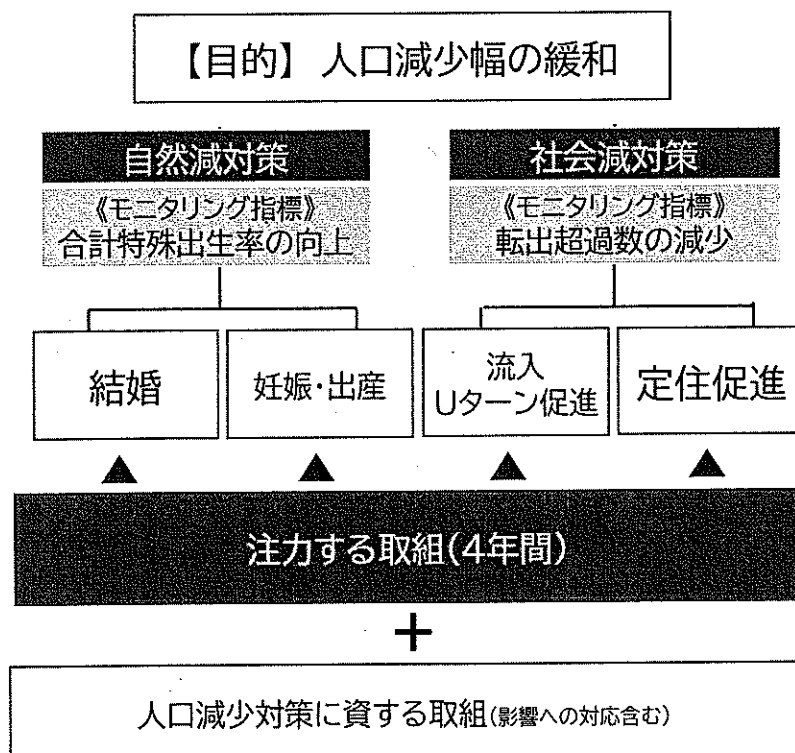 【目的】 人口減少幅の緩和
自然減対策
《モニタリング指標》
合計特殊出生率の向上
社会減対策
《モニタリング指標》
転出超過数の減少
結婚
妊娠・出産
流入
Uターン促進
定住促進
注力する取組(4年間)
+
人口減少対策に資する取組(影響への対応含む)